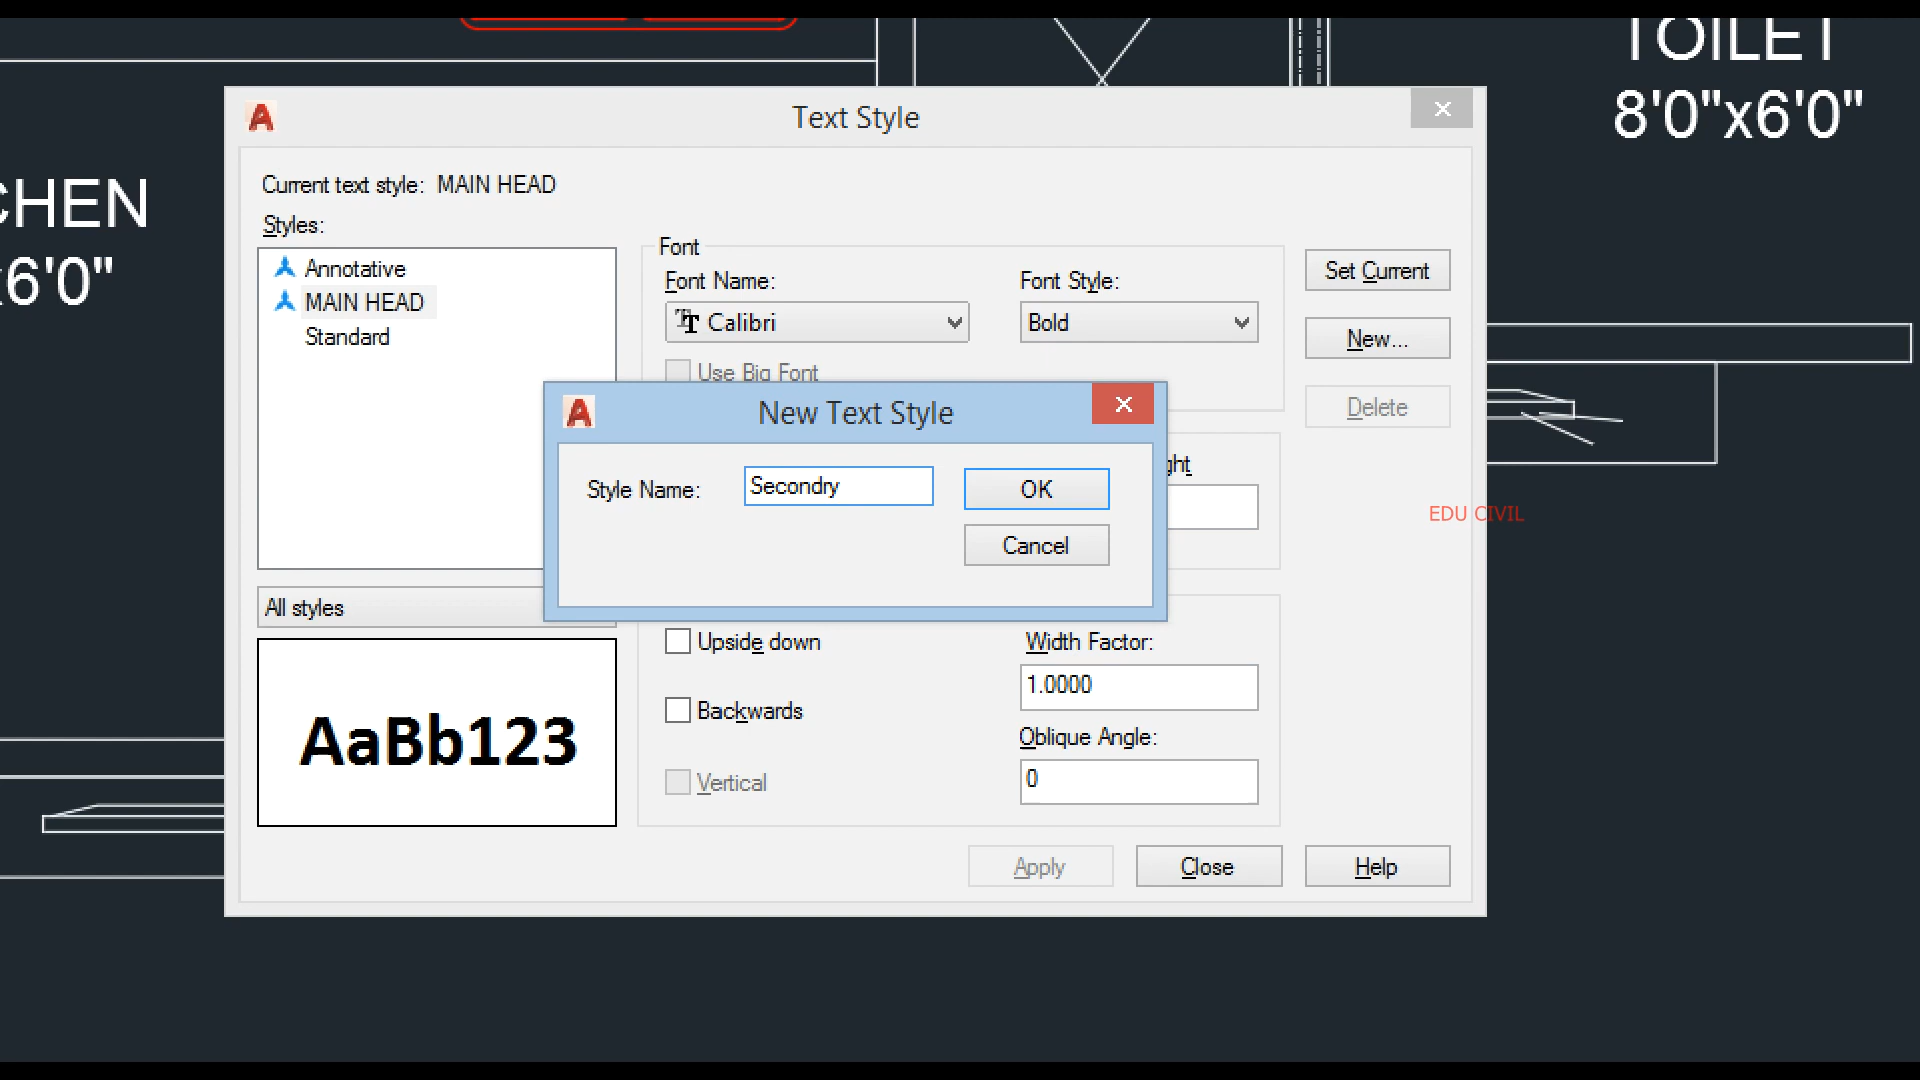 TOILET
8'0"x6'0"
CHEN
x6'0"
Text Style
Current text style: MAIN HEAD
Styles:
Annotative
MAIN HEAD
Standard
All styles
AaBb123
Font
Font Name:
Calibri
Use Big Font
Font Style:
Bold
Set Current
New...
Delete
New Text Style
Style Name:
Secondry
OK
Cancel
ght
EDU CIVIL
Upside down
Backwards
Vertical
Width Factor:
1.0000
Oblique Angle:
0
Apply
Close
Help